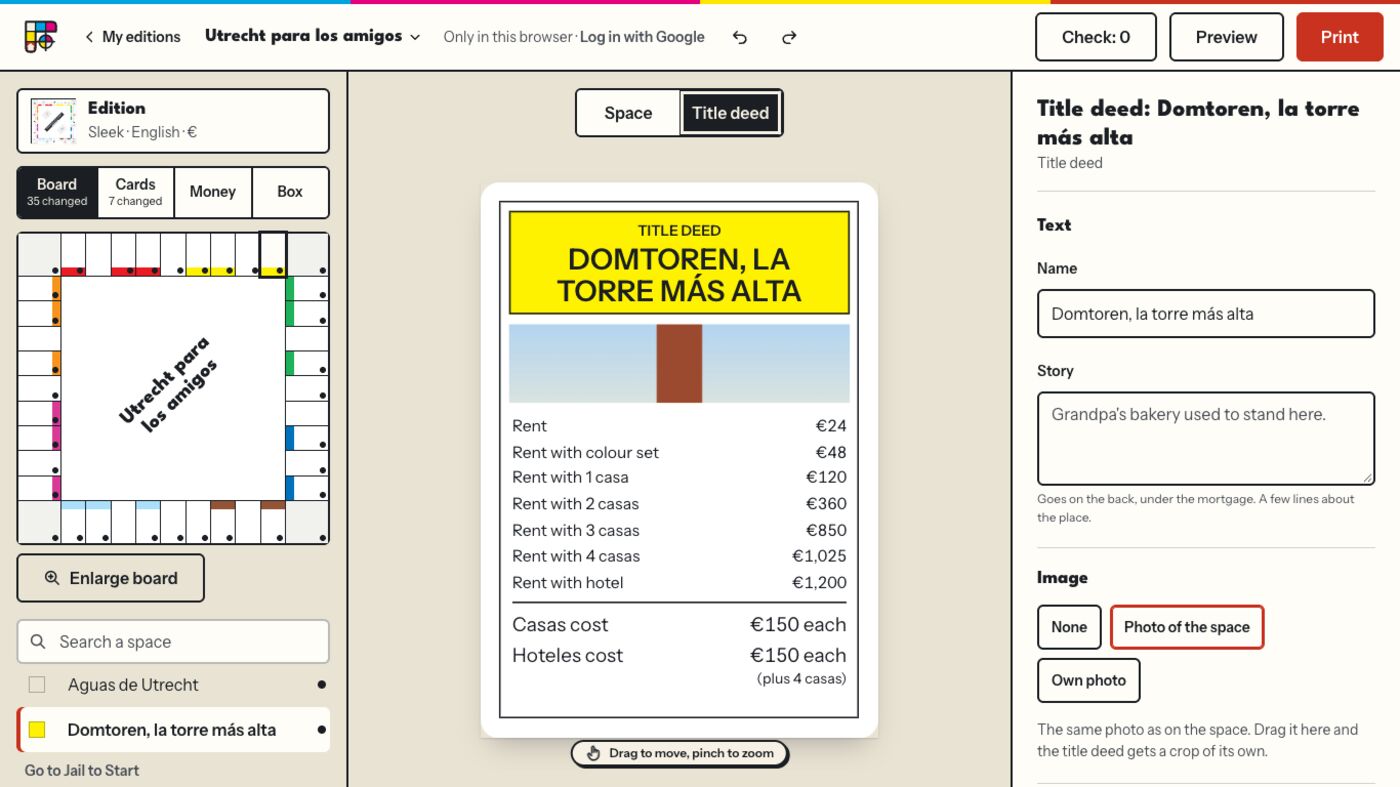 My editions
Utrecht para los amigos
Only in this browser · Log in with Google
Check: 0
Preview
Print
Edition
Sleek · English · €
Board
35 changed
Cards
7 changed
Money
Box
Utrecht para
los amigos
Enlarge board
Search a space
Aguas de Utrecht
Domtoren, la torre más alta
Go to Jail to Start
Space
Title deed
TITLE DEED
DOMTOREN, LA
TORRE MÁS ALTA
Rent €24
Rent with colour set €48
Rent with 1 casa €120
Rent with 2 casas €360
Rent with 3 casas €850
Rent with 4 casas €1,025
Rent with hotel €1,200
Casas cost €150 each
Hoteles cost €150 each
(plus 4 casas)
Drag to move, pinch to zoom
Title deed: Domtoren, la torre
más alta
Title deed
Text
Name
Domtoren, la torre más alta
Story
Grandpa's bakery used to stand here.
Goes on the back, under the mortgage. A few lines about
the place.
Image
None
Photo of the space
Own photo
The same photo as on the space. Drag it here and
the title deed gets a crop of its own.